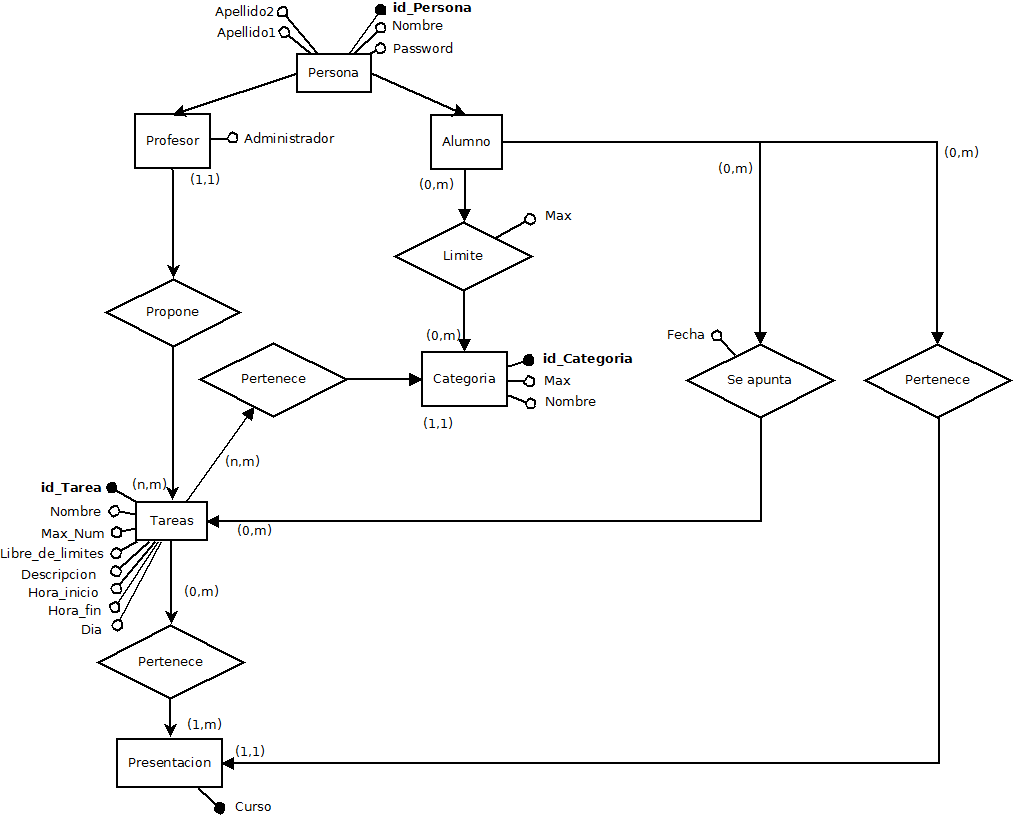 Apellido2
id_Persona
Apellido1
Nombre
Password
Persona
Profesor
Administrador
Alumno
(0,m)
(0,m)
(1,1)
(0,m)
Max
Limite
Propone
(0,m)
Fecha
id_Categoria
Pertenece
Categoria
Max
Se apunta
Pertenece
Nombre
(1,1)
(n,m)
(n,m)
id_Tarea
Nombre
Tareas
Max_Num
(0,m)
Libre_de_limites
Descripcion
Hora_inicio
(0,m)
Hora_fin
Dia
Pertenece
(1,m)
(1,1)
Presentacion
Curso